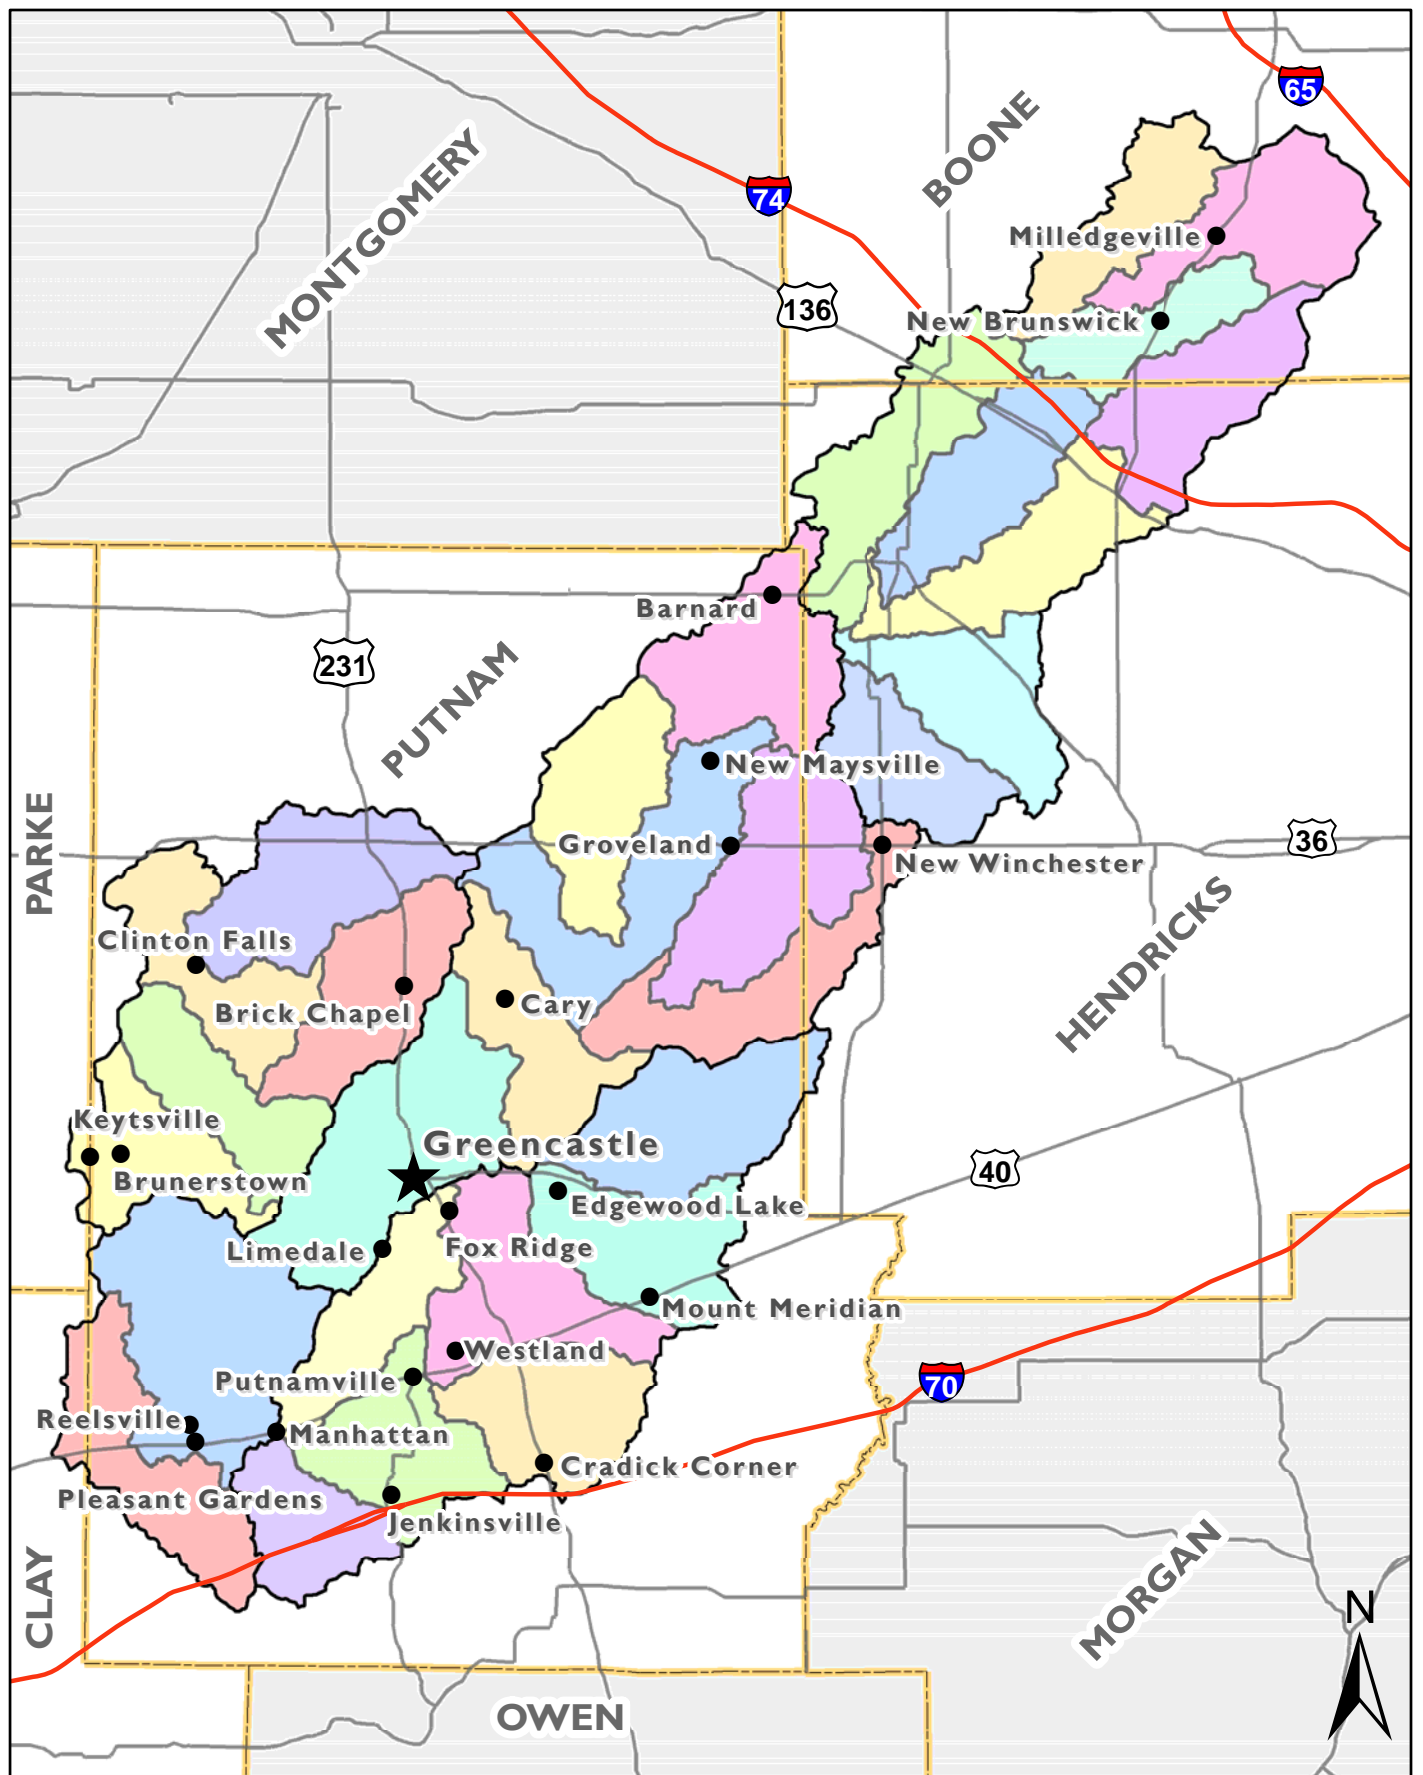 65
BOONE
MONTGOMERY
74
Milledgeville
136
New Brunswick
Barnard
231
PUTNAM
New Maysville
PARKE
36
Groveland
New Winchester
Clinton Falls
HENDRICKS
Cary
Brick Chapel
Keytsville
Greencastle
40
Brunerstown
Edgewood Lake
Limedale
Fox Ridge
Mount Meridian
Westland
Putnamville
70
Reelsville
Manhattan
Cradick Corner
Pleasant Gardens
Jenkinsville
CLAY
MORGAN
N
OWEN